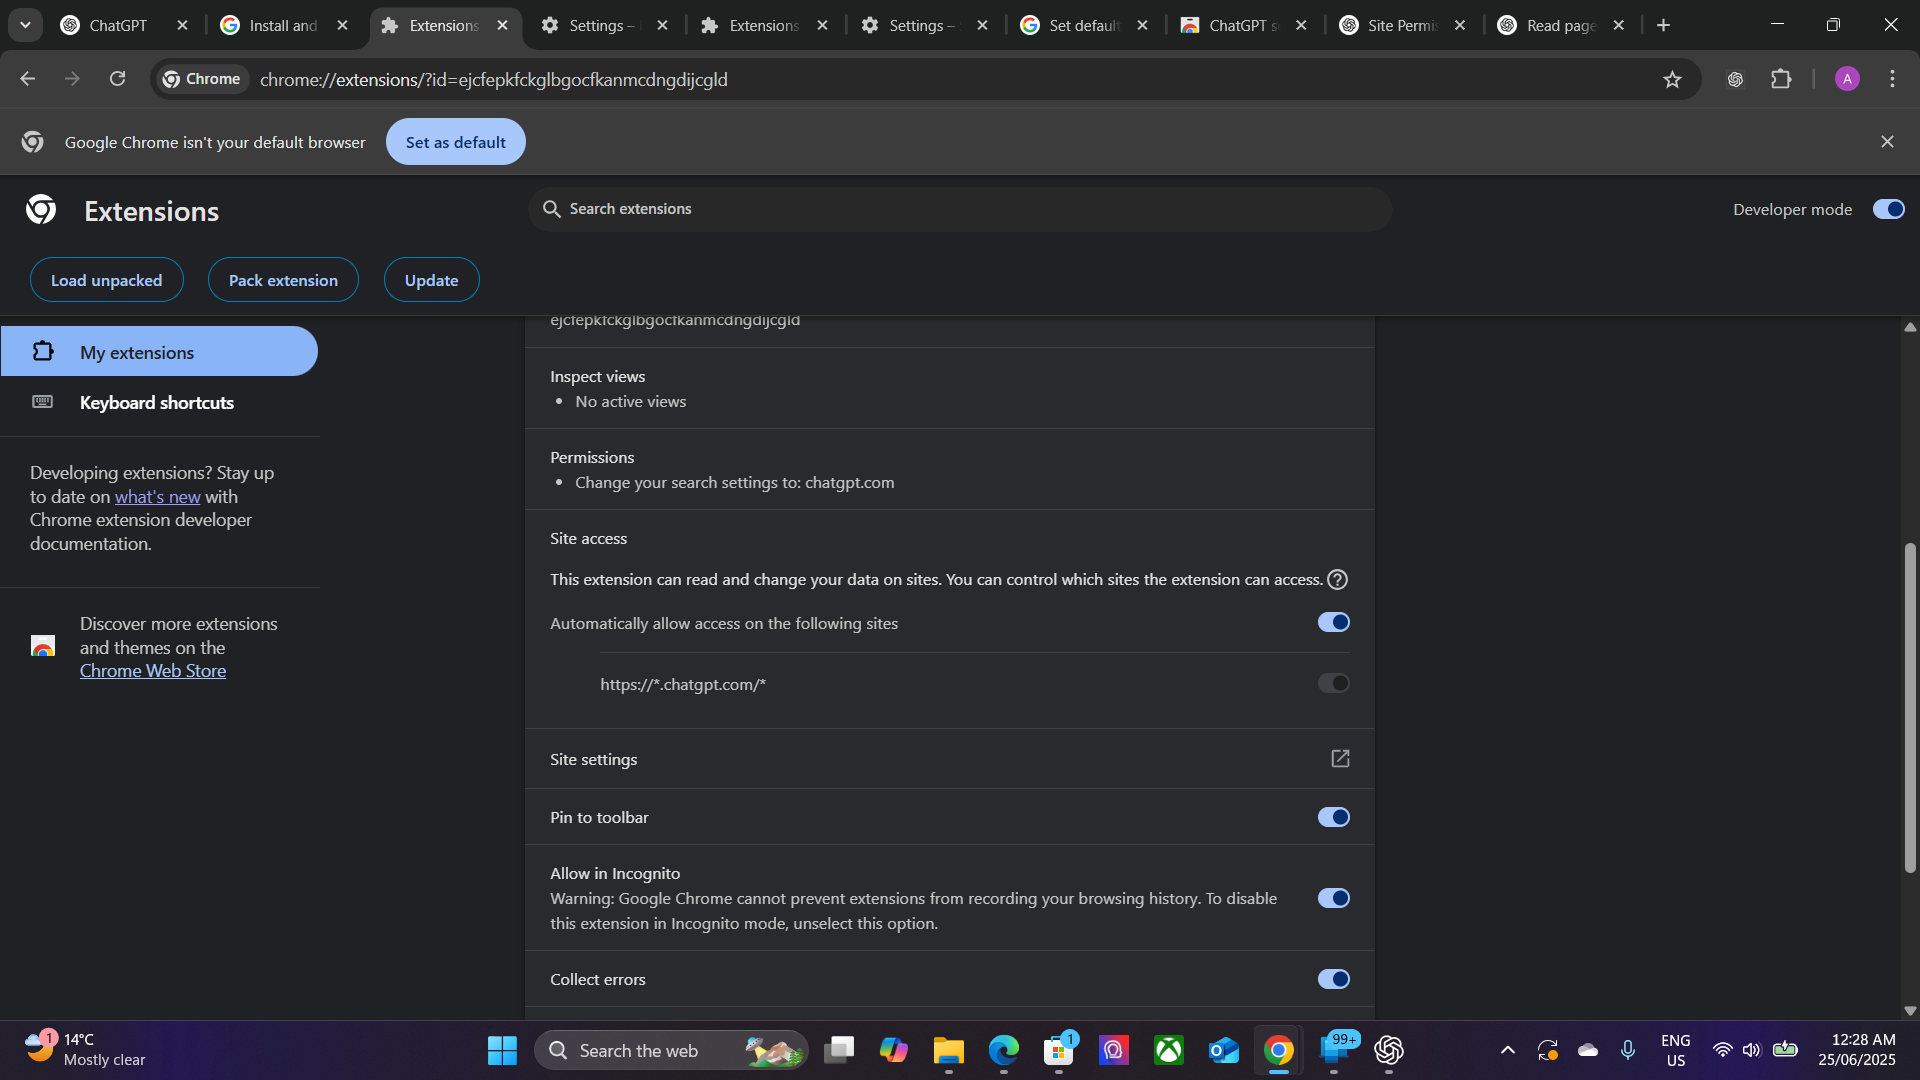 ChatGPT
Install and
Extensions
Settings –
Extensions
Settings –
Set default
ChatGPT s
Site Permis
Read page
Chrome
chrome://extensions/?id=ejcfepkfckglbgocfkanmcdngdijcgld
A
Google Chrome isn't your default browser
Set as default
Extensions
Search extensions
Developer mode
Load unpacked
Pack extension
Update
My extensions
Keyboard shortcuts
Developing extensions? Stay up
to date on what's new with
Chrome extension developer
documentation.
Discover more extensions
and themes on the
Chrome Web Store
ejcfepkfckglbgocfkanmcdngdijcgld
Inspect views
• No active views
Permissions
• Change your search settings to: chatgpt.com
Site access
This extension can read and change your data on sites. You can control which sites the extension can access.
Automatically allow access on the following sites
https://*.chatgpt.com/*
Site settings
Pin to toolbar
Allow in Incognito
Warning: Google Chrome cannot prevent extensions from recording your browsing history. To disable
this extension in Incognito mode, unselect this option.
Collect errors
1
14°C
Mostly clear
Search the web
1
99+
ENG
US
12:28 AM
25/06/2025